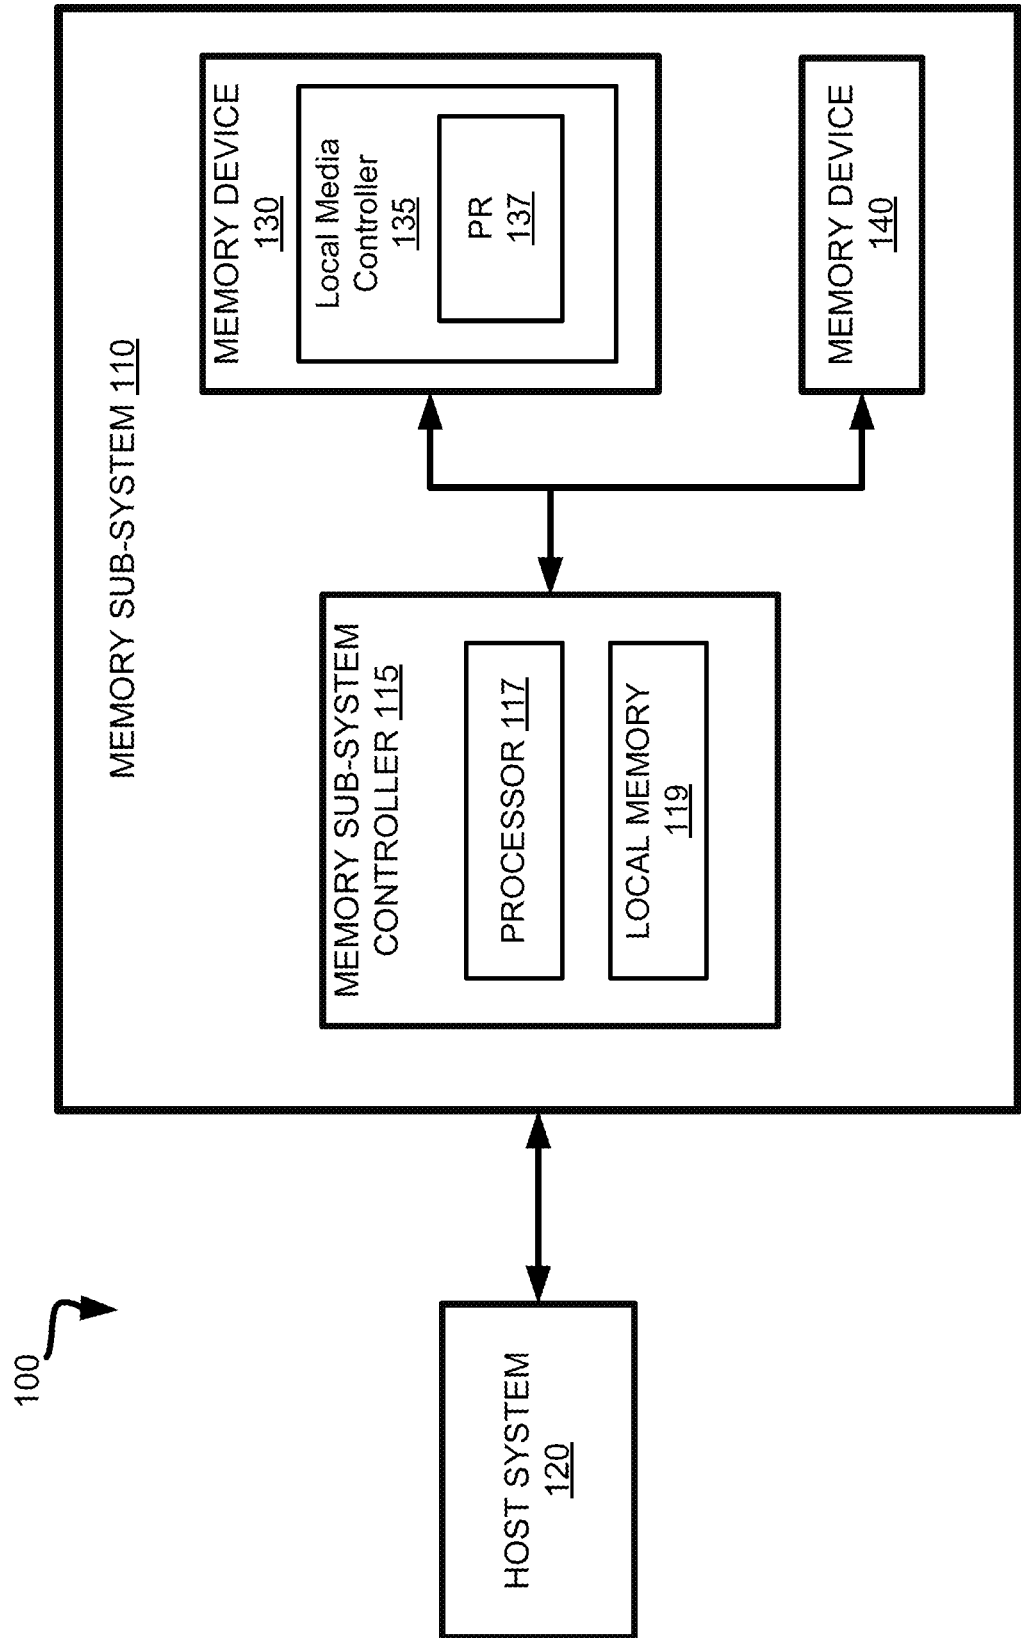 100
HOST SYSTEM
120
MEMORY SUB-SYSTEM 110
MEMORY SUB-SYSTEM
CONTROLLER 115
PROCESSOR 117
LOCAL MEMORY
119
MEMORY DEVICE
130
Local Media
Controller
135
PR
137
MEMORY DEVICE
140